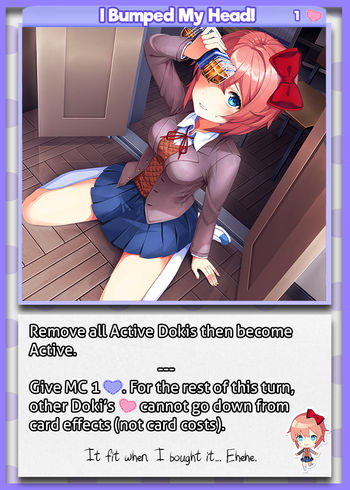 I Bumped My Head!
1
Remove all Active Dokis then become
Active.
---
Give MC 1 . For the rest of this turn,
other Doki's cannot go down from
card effects (not card costs).
It fit when I bought it... Ehehe.